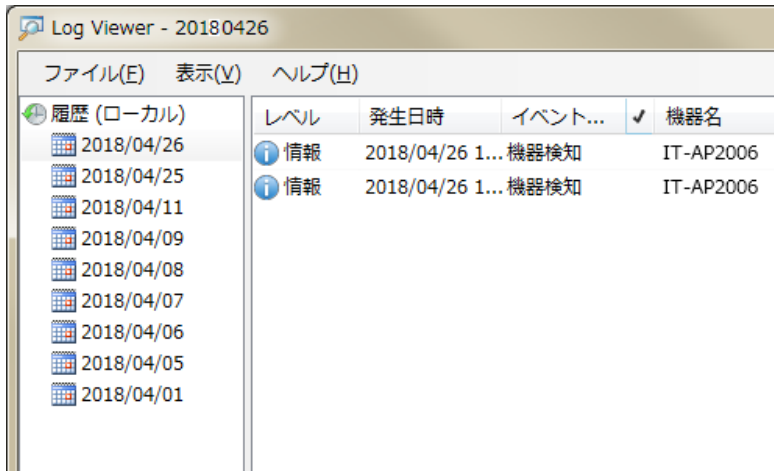 Log Viewer - 20180426
ファイル(F) 表示(V) ヘルプ(H)
履歴 (ローカル)
2018/04/26
2018/04/25
2018/04/11
2018/04/09
2018/04/08
2018/04/07
2018/04/06
2018/04/05
2018/04/01
レベル 発生日時 イベント... ✓ 機器名
情報 2018/04/26 1... 機器検知 IT-AP2006
情報 2018/04/26 1... 機器検知 IT-AP2006